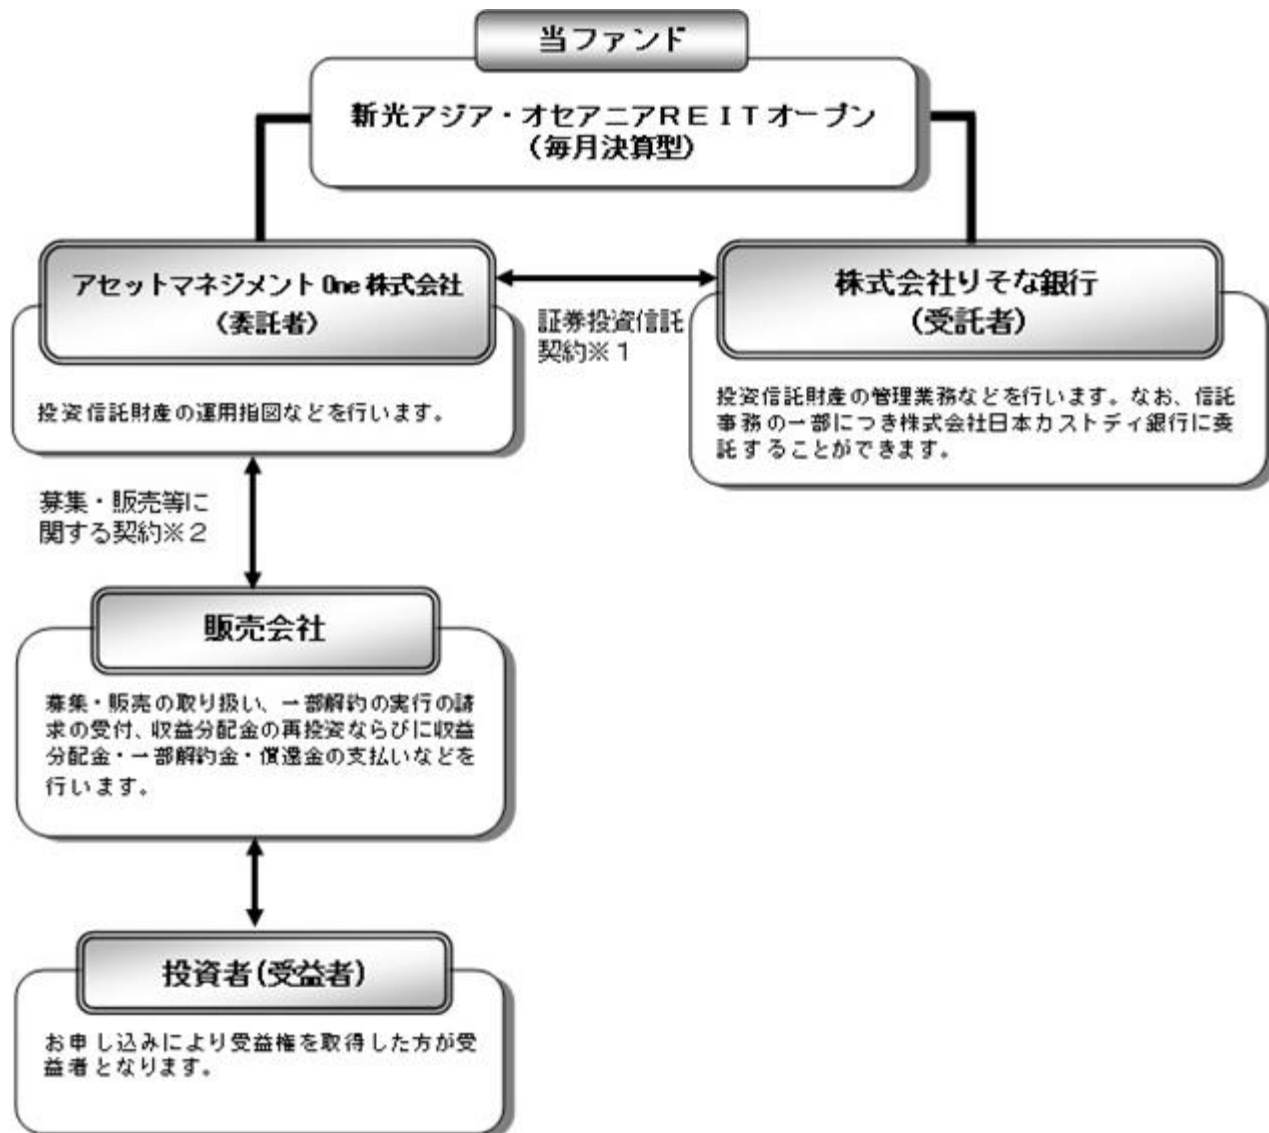 当ファンド
新光アジア・オセアニアREITオープン
（毎月決算型）
アセットマネジメントOne株式会社
（委託者）
投資信託財産の運用指図などを行います。
証券投資信託
契約※1
株式会社りそな銀行
（受託者）
投資信託財産の管理業務などを行います。なお、信託
事務の一部につき株式会社日本カストディ銀行に委
託することができます。
募集・販売等に
関する契約※2
販売会社
募集・販売の取り扱い、一部解約の実行の請
求の受付、収益分配金の再投資ならびに収益
分配金・一部解約金・償還金の支払いなどを
行います。
投資者（受益者）
お申し込みにより受益権を取得した方が受
益者となります。